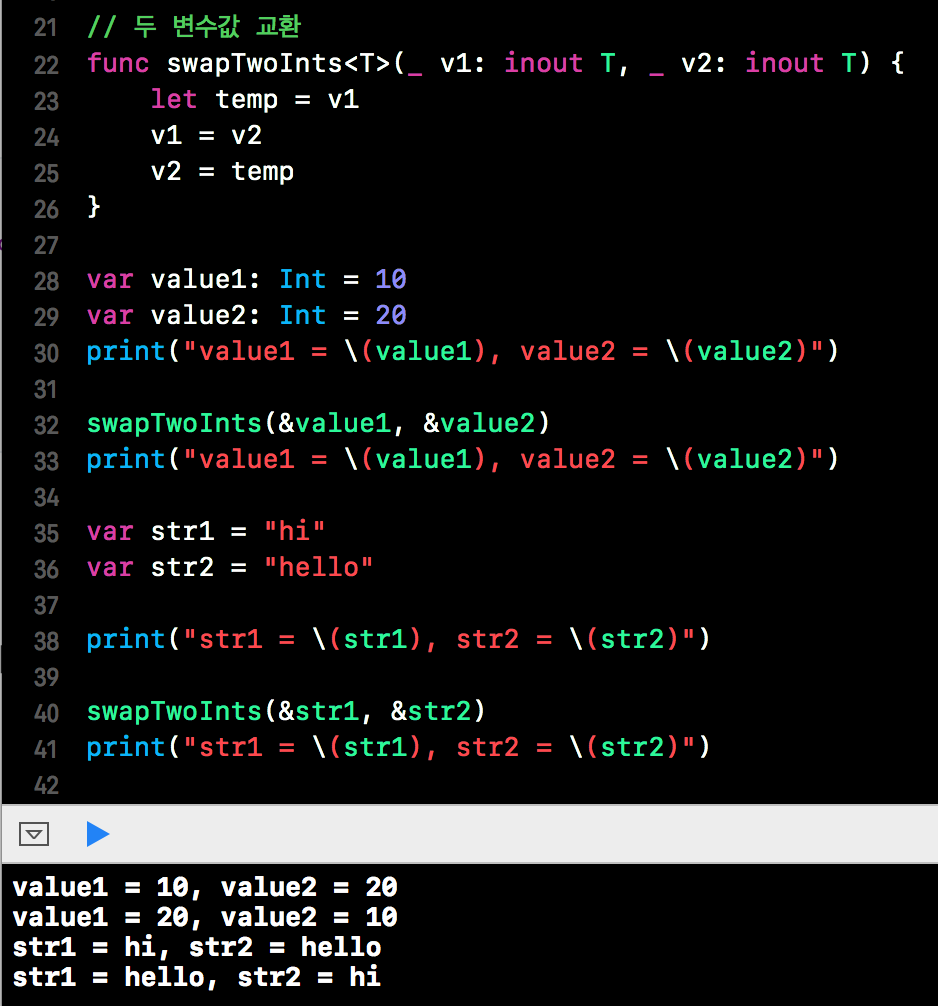 21 // 두 변수값 교환
22 func swapTwoInts<T>(_ v1: inout T, _ v2: inout T) {
23     let temp = v1
24     v1 = v2
25     v2 = temp
26 }
27
28 var value1: Int = 10
29 var value2: Int = 20
30 print("value1 = \(value1), value2 = \(value2)")
31
32 swapTwoInts(&value1, &value2)
33 print("value1 = \(value1), value2 = \(value2)")
34
35 var str1 = "hi"
36 var str2 = "hello"
37
38 print("str1 = \(str1), str2 = \(str2)")
39
40 swapTwoInts(&str1, &str2)
41 print("str1 = \(str1), str2 = \(str2)")
42
value1 = 10, value2 = 20
value1 = 20, value2 = 10
str1 = hi, str2 = hello
str1 = hello, str2 = hi